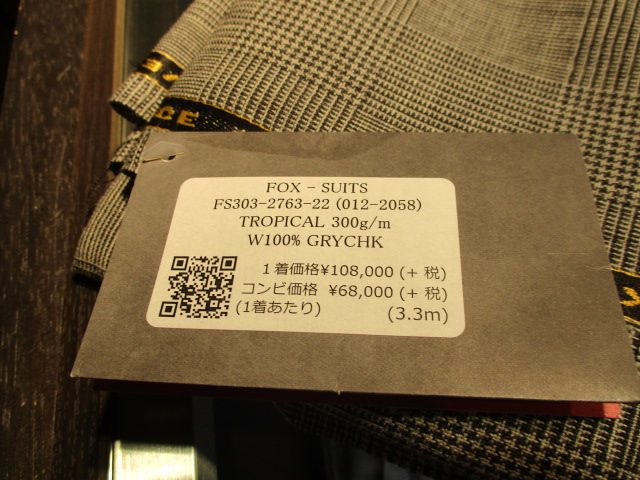 FOX - SUITS
FS303-2763-22 (012-2058)
TROPICAL 300g/m
W100% GRYCHK
1着価格¥108,000 (+ 税)
コンビ価格 ¥68,000 (+ 税)
(1着あたり) (3.3m)